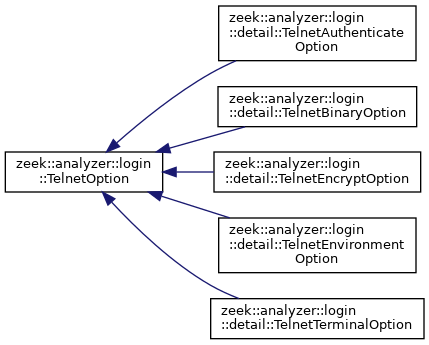 zeek::analyzer::login
::detail::TelnetAuthenticate
Option
zeek::analyzer::login
::detail::TelnetBinaryOption
zeek::analyzer::login
::TelnetOption
zeek::analyzer::login
::detail::TelnetEncryptOption
zeek::analyzer::login
::detail::TelnetEnvironment
Option
zeek::analyzer::login
::detail::TelnetTerminalOption